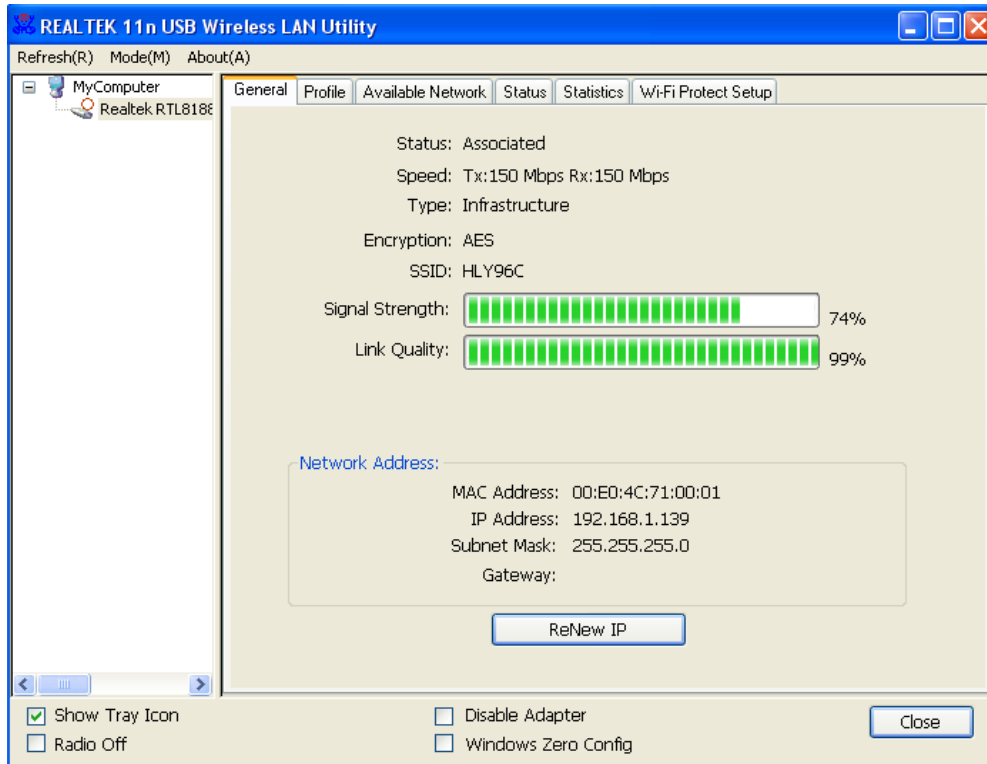 REALTEK 11n USB Wireless LAN Utility
Refresh(R) Mode(M) About(A)
MyComputer
Realtek RTL8188
General Profile Available Network Status Statistics Wi-Fi Protect Setup
Status: Associated
Speed: Tx:150 Mbps Rx:150 Mbps
Type: Infrastructure
Encryption: AES
SSID: HLY96C
Signal Strength: 74%
Link Quality: 99%
Network Address:
MAC Address: 00:E0:4C:71:00:01
IP Address: 192.168.1.139
Subnet Mask: 255.255.255.0
Gateway:
ReNew IP
Show Tray Icon
Radio Off
Disable Adapter
Windows Zero Config
Close